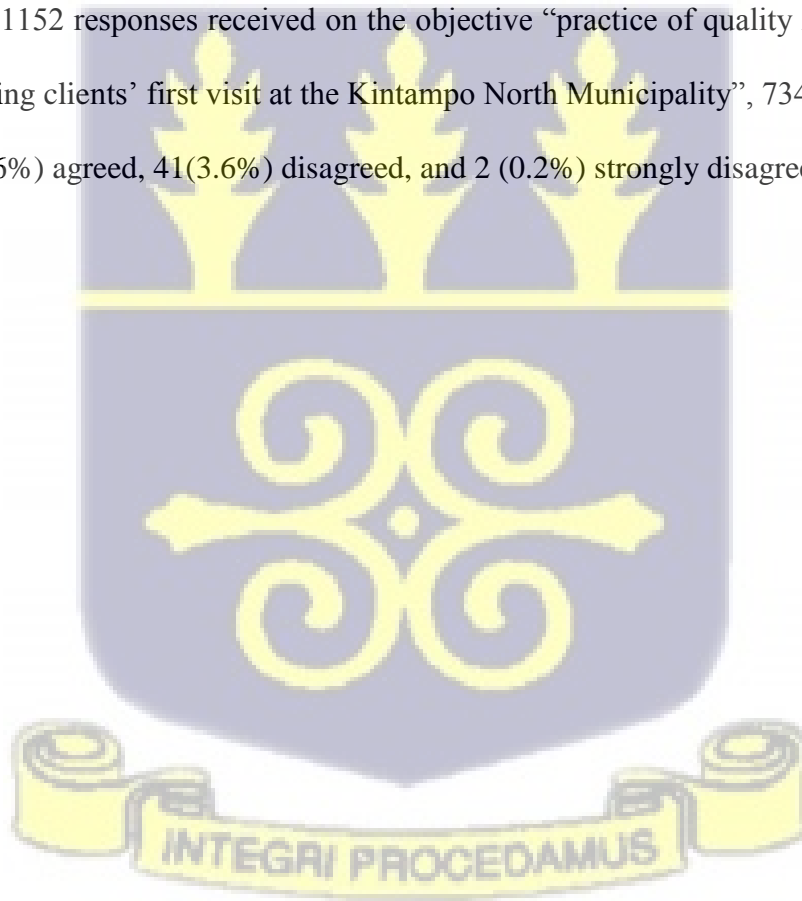 1152 responses received on the objective “practice of quality
ing clients’ first visit at the Kintampo North Municipality”, 734
%) agreed, 41(3.6%) disagreed, and 2 (0.2%) strongly disagree
INTEGRI PROCEDAMUS